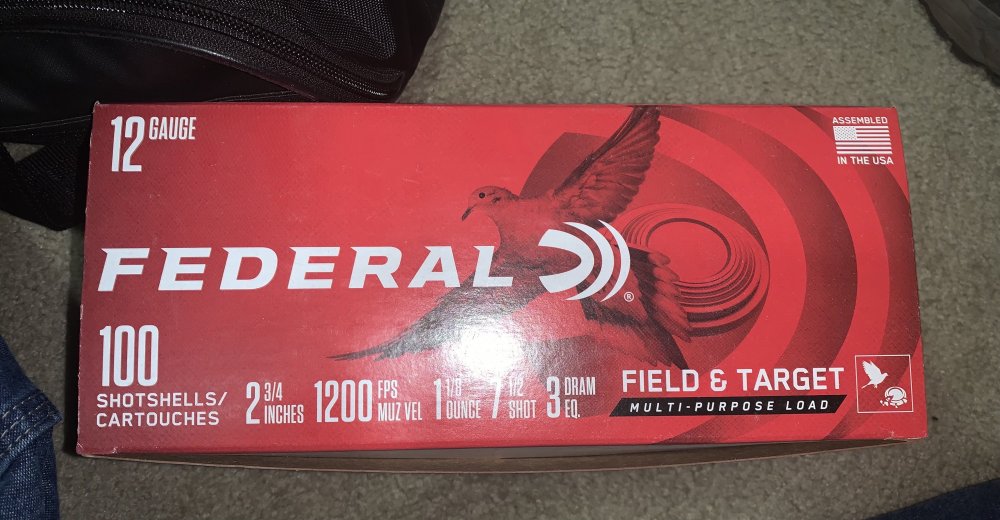 12 GAUGE
ASSEMBLED
IN THE USA
FEDERAL ®
100
SHOTSHELLS/
CARTOUCHES
2 3/4 INCHES
1200 FPS MUZ VEL
1 1/8 OUNCE
7 1/2 SHOT
3 DRAM EQ.
FIELD & TARGET
MULTI-PURPOSE LOAD